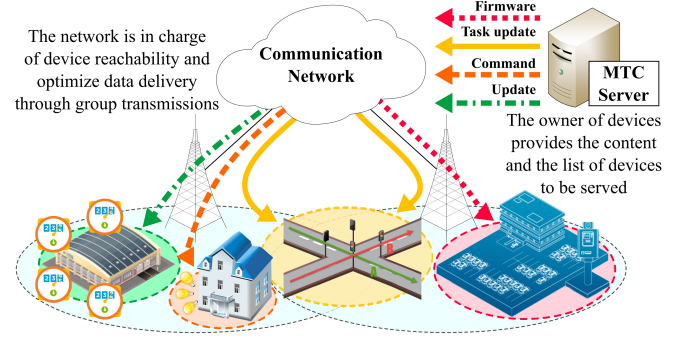 The network is in charge
of device reachability and
optimize data delivery
through group transmissions
Communication
Network
Firmware
Task update
Command
Update
MTC
Server
The owner of devices
provides the content
and the list of devices
to be served
B
A